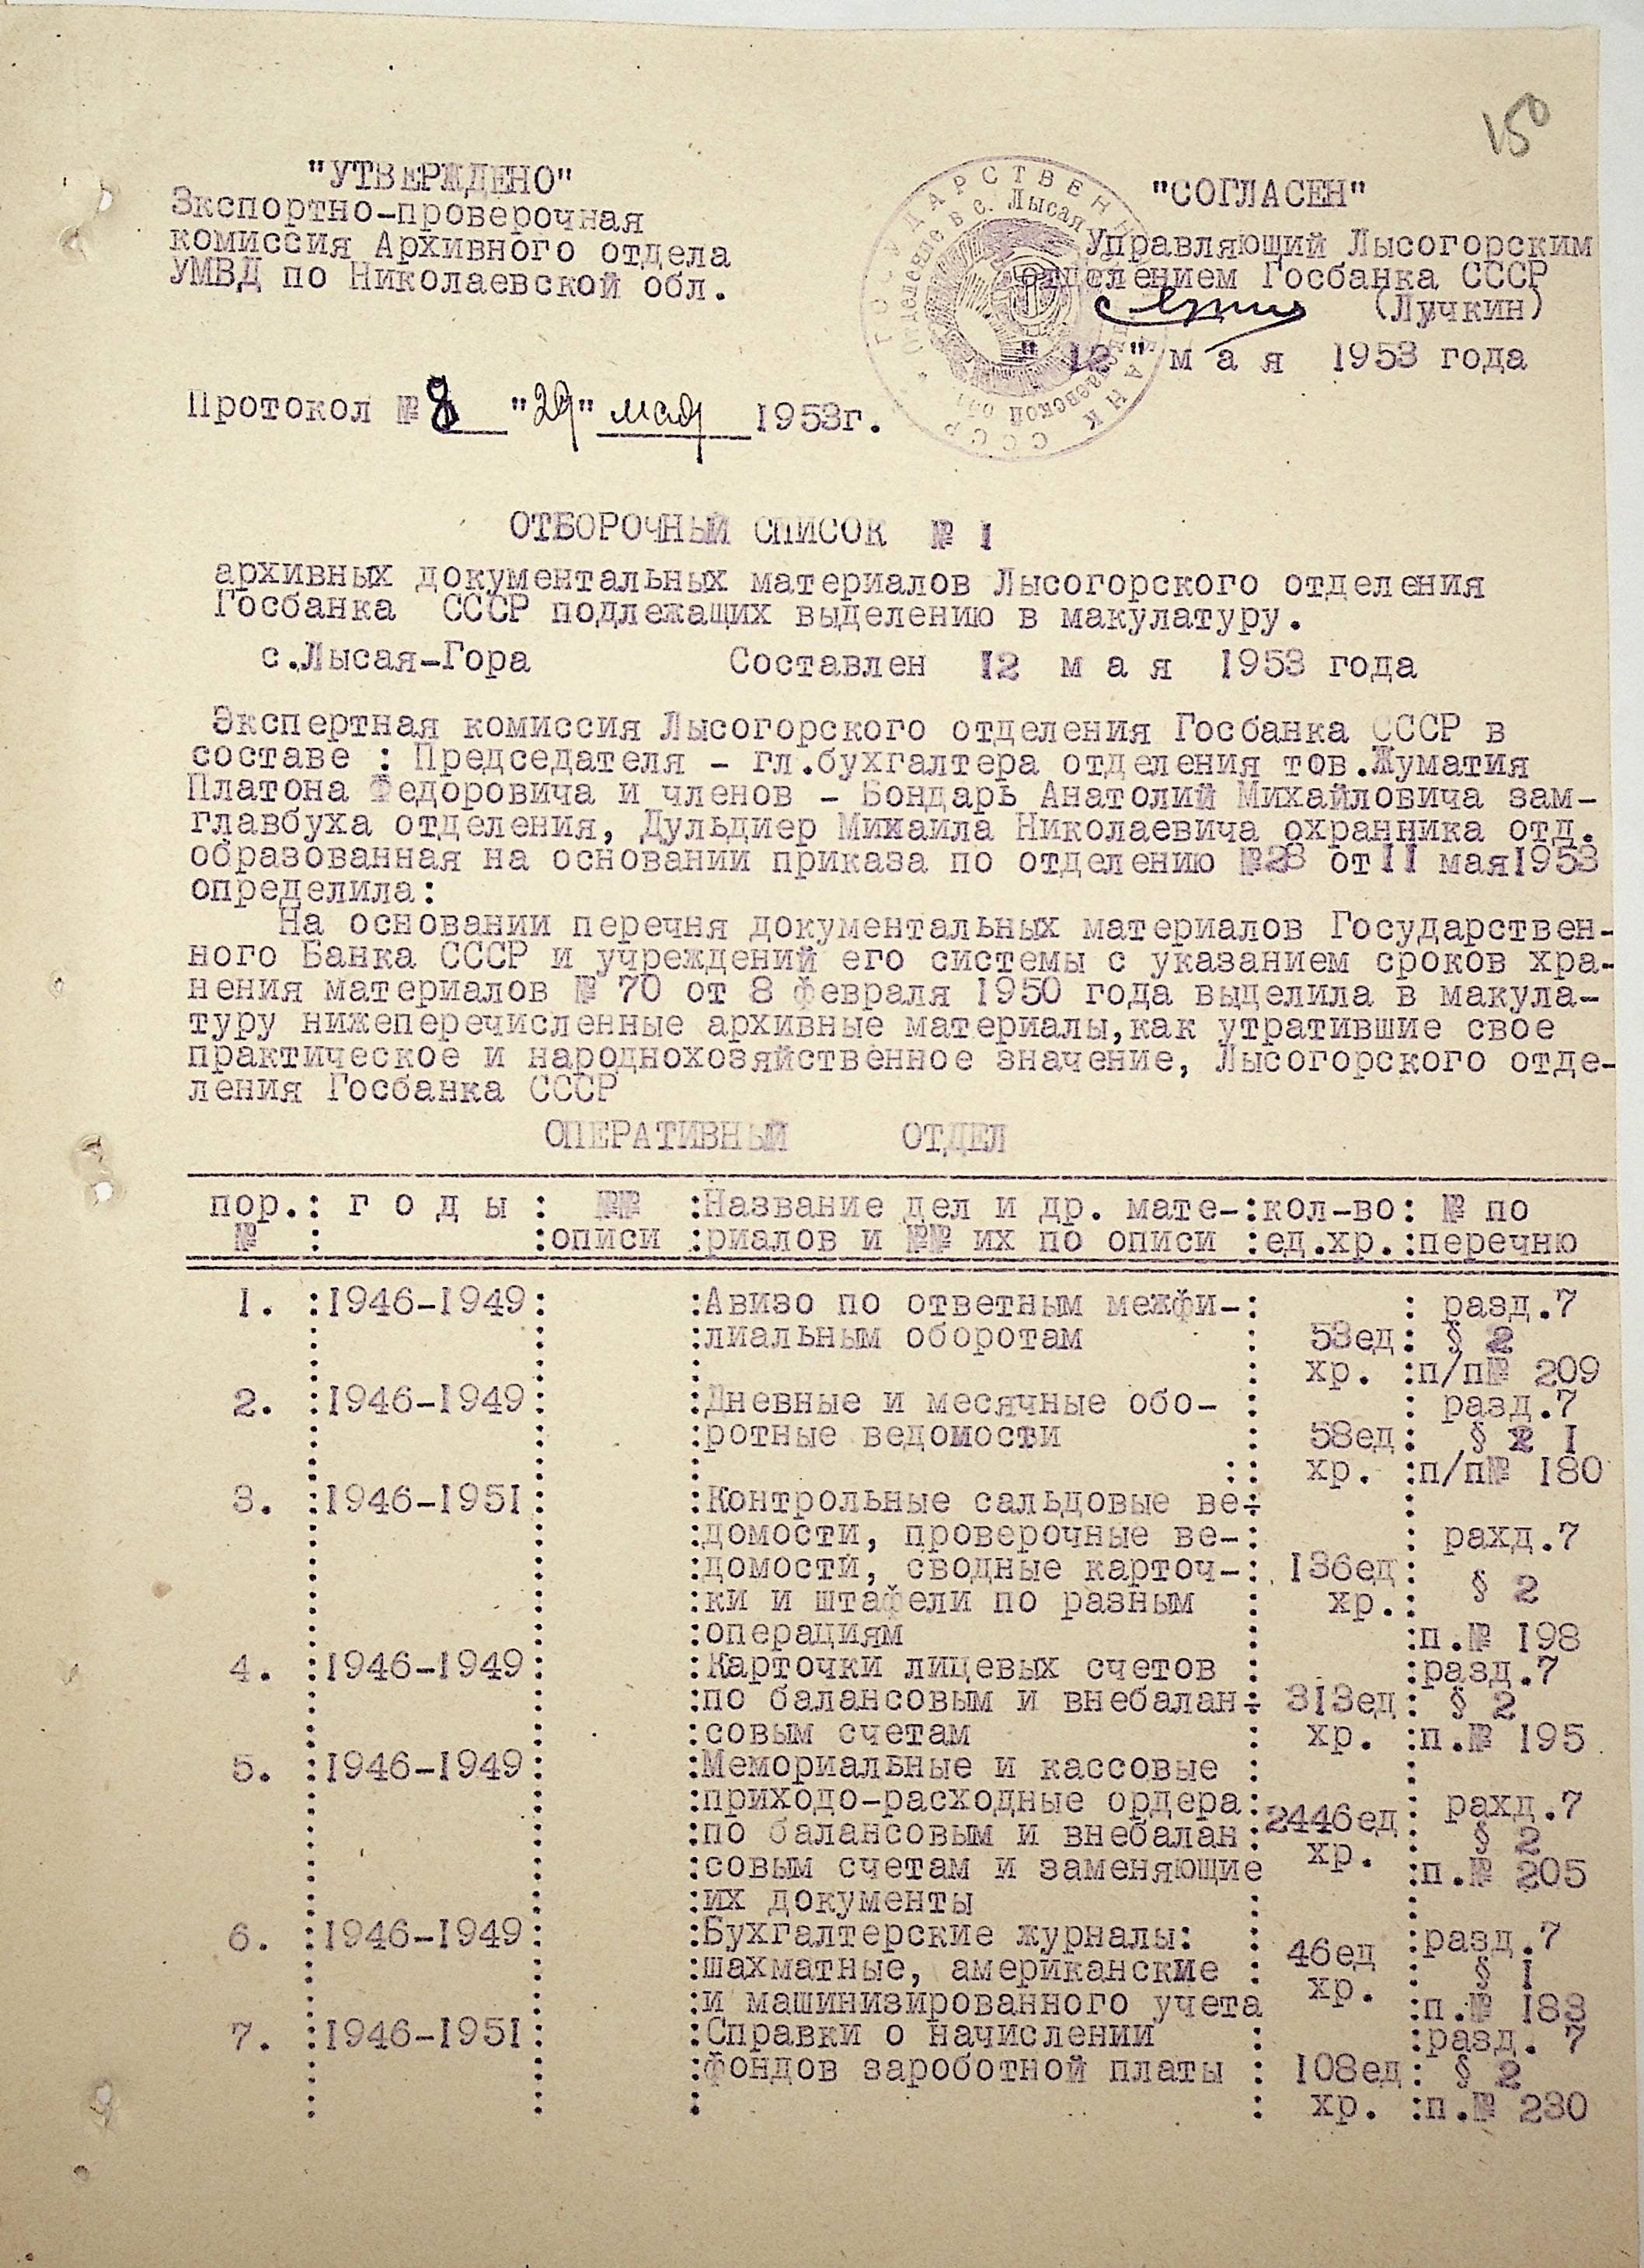 150
"УТВЕРЖДЕНО"
Экспортно-проверочная
комиссия Архивного отдела
УМВД по Николаевской обл.
"СОГЛАСЕН"
Управляющий Лысогорским
отделением Госбанка СССР
(Лучкин)
"12" м а я 1953 года
ГОСУДАРСТВЕННЫЙ БАНК СССР
Отделение в с. Лысая
Протокол № 8 "29" мая 1953г.
ОТБОРОЧНЫЙ СПИСОК № 1
архивных документальных материалов Лысогорского отделения
Госбанка СССР подлежащих выделению в макулатуру.
с.Лысая-Гора Составлен 12 м а я 1953 года
Экспертная комиссия Лысогорского отделения Госбанка СССР в
составе : Председателя - гл.бухгалтера отделения тов.Жуматия
Платона Федоровича и членов - Бондарь Анатолий Михайловича зам-
главбуха отделения, Дульдиер Михаила Николаевича охранника отд.
образованная на основании приказа по отделению №28 от II мая1953
определила:
На основании перечня документальных материалов Государствен-
ного Банка СССР и учреждений его системы с указанием сроков хра-
нения материалов № 70 от 8 февраля 1950 года выделила в макула-
туру нижеперечисленные архивные материалы,как утратившие свое
практическое и народнохозяйственное значение, Лысогорского отде-
ления Госбанка СССР
ОПЕРАТИВНЫЙ ОТДЕЛ
пор.: г о д ы : №№ :Название дел и др. мате-:кол-во: № по
№ : :описи :риалов и №№ их по описи :ед.хр.:перечню
I. :1946-1949: :Авизо по ответным межфи-: : разд.7
:лиальным оборотам : 53ед: § 2
: хр. :п/п№ 209
2. :1946-1949: :Дневные и месячные обо- : : разд.7
:ротные ведомости : 58ед: § 2 I
:: хр. :п/п№ 180
3. :1946-1951: :Контрольные сальдовые ве-:
:домости, проверочные ве-: : рахд.7
:домости, сводные карточ-: 136ед: § 2
:ки и штафели по разным : хр.:
:операциям : :п.№ 198
4. :1946-1949: :Карточки лицевых счетов : :разд.7
:по балансовым и внебалан-: 313ед: § 2
:совым счетам : хр. :п.№ 195
5. :1946-1949: :Мемориальные и кассовые :
:приходо-расходные ордера:2446ед: рахд.7
:по балансовым и внебалан : хр. : § 2
:совым счетам и заменяющие :п.№ 205
:их документы :
6. :1946-1949: :Бухгалтерские журналы: : 46ед :разд.7
:шахматные, американские : хр. : § I
:и машинизированного учета :п.№ 183
7. :1946-1951: :Справки о начислении : :разд. 7
:фондов зароботной платы : 108ед: § 2
: : хр. :п.№ 230